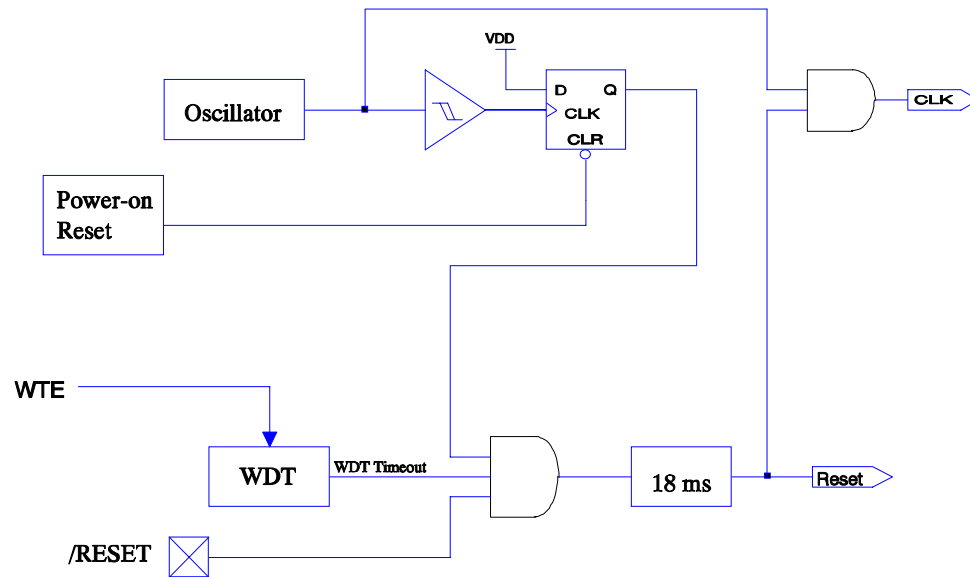 VDD
D Q
CLK
CLR
Oscillator
CLK
Power-on
Reset
WTE
WDT
WDT Timeout
18 ms
Reset
/RESET